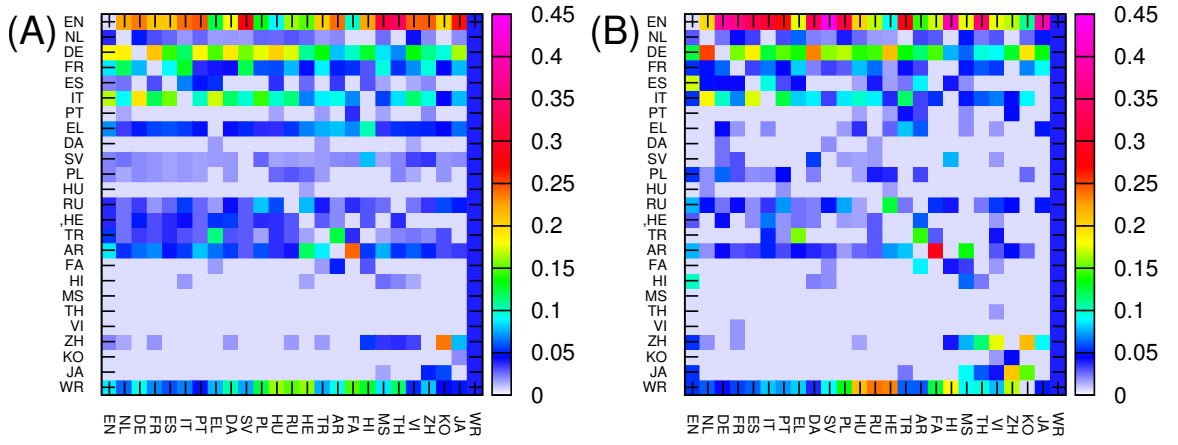 (A)
EN
NL
DE
FR
ES
IT
PT
EL
DA
SV
PL
HU
RU
HE
TR
AR
FA
HI
MS
TH
VI
ZH
KO
JA
WR
EN NL DE FR ES IT PT EL DA SV PL HU RU HE TR AR FA HI MS TH VI ZH KO JA WR
0.45
0.4
0.35
0.3
0.25
0.2
0.15
0.1
0.05
0
(B)
EN
NL
DE
FR
ES
IT
PT
EL
DA
SV
PL
HU
RU
HE
TR
AR
FA
HI
MS
TH
VI
ZH
KO
JA
WR
EN NL DE FR ES IT PT EL DA SV PL HU RU HE TR AR FA HI MS TH VI ZH KO JA WR
0.45
0.4
0.35
0.3
0.25
0.2
0.15
0.1
0.05
0